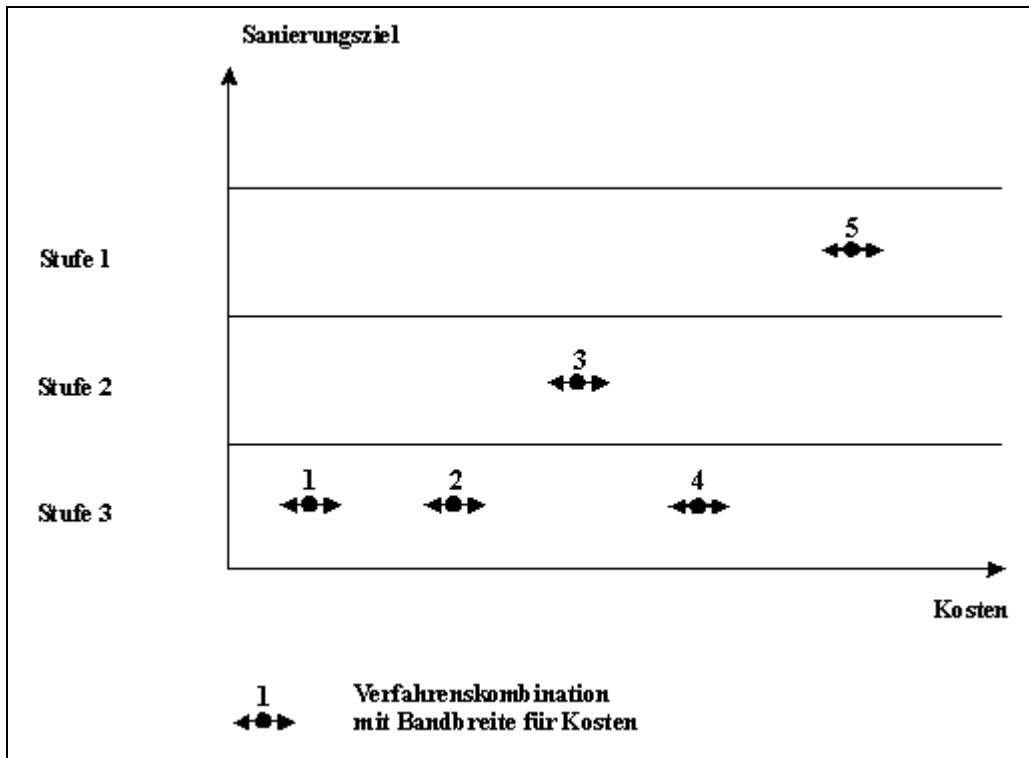 Sanierungsziel
5
Stufe 1
3
Stufe 2
1 2 4
Stufe 3
Kosten
1 Verfahrenskombination
mit Bandbreite für Kosten